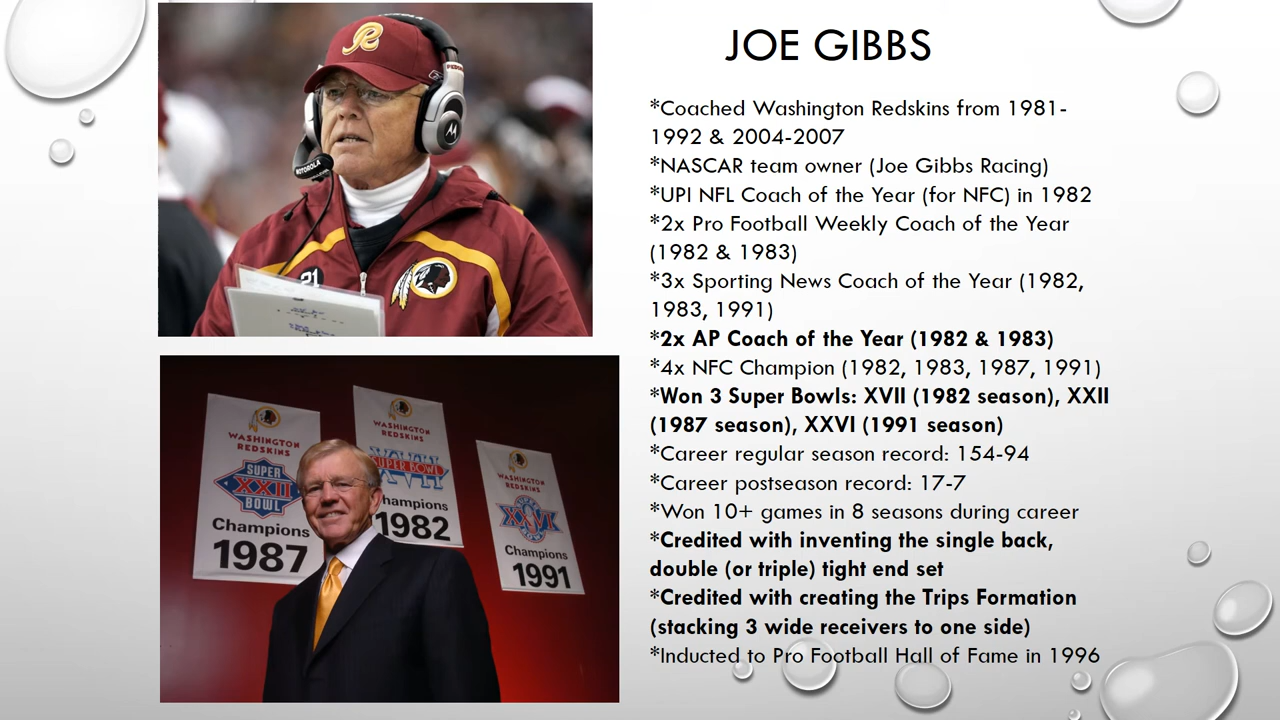 JOE GIBBS
*Coached Washington Redskins from 1981-
1992 & 2004-2007
*NASCAR team owner (Joe Gibbs Racing)
*UPI NFL Coach of the Year (for NFC) in 1982
*2x Pro Football Weekly Coach of the Year
(1982 & 1983)
*3x Sporting News Coach of the Year (1982,
1983, 1991)
*2x AP Coach of the Year (1982 & 1983)
*4x NFC Champion (1982, 1983, 1987, 1991)
*Won 3 Super Bowls: XVII (1982 season), XXII
(1987 season), XXVI (1991 season)
*Career regular season record: 154-94
*Career postseason record: 17-7
*Won 10+ games in 8 seasons during career
*Credited with inventing the single back,
double (or triple) tight end set
*Credited with creating the Trips Formation
(stacking 3 wide receivers to one side)
*Inducted to Pro Football Hall of Fame in 1996
R
MOTOROLA
21
WASHINGTON
REDSKINS
SUPER
XXII
BOWL
Champions
1987
WASHINGTON
REDSKINS
XVII
SUPER BOWL
hampions
1982
WASHINGTON
REDSKINS
XXVI
Champions
1991